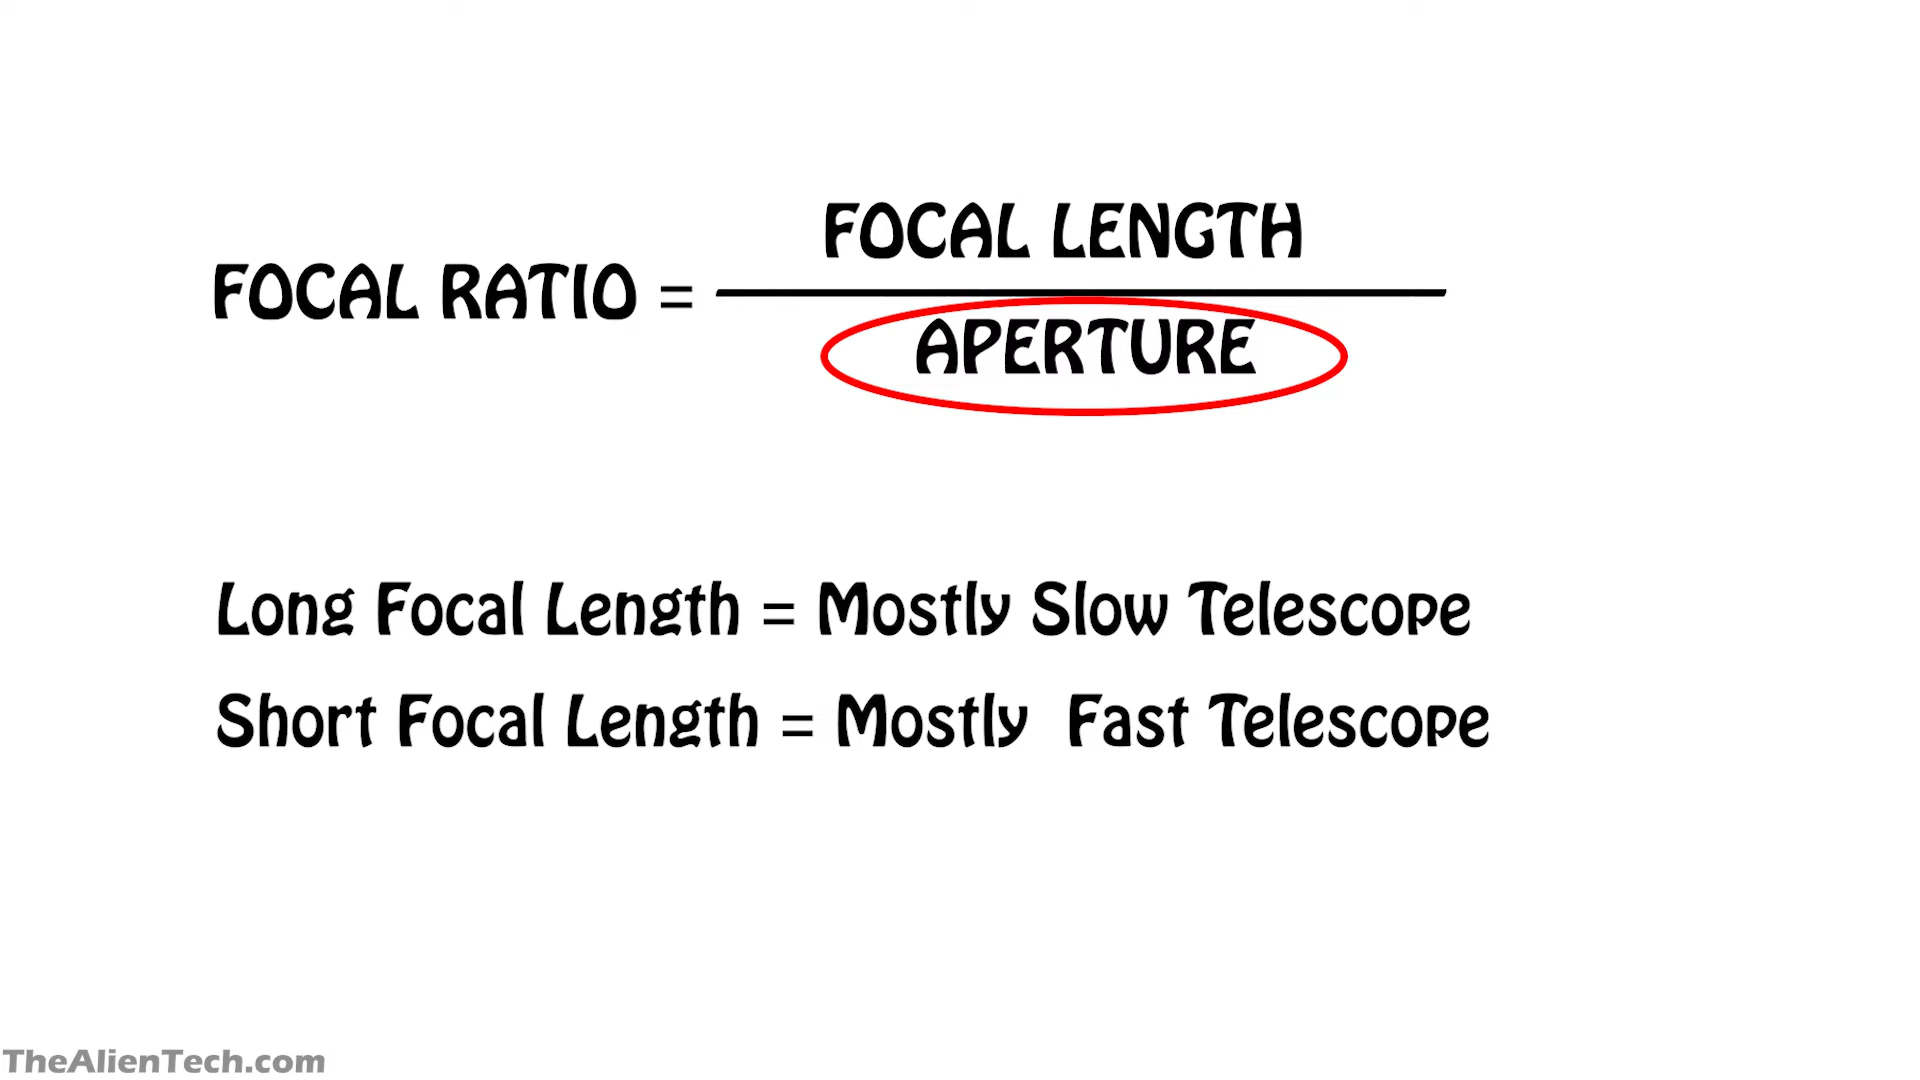 FOCAL LENGTH
FOCAL RATIO =
APERTURE
Long Focal Length = Mostly Slow Telescope
Short Focal Length = Mostly Fast Telescope
TheAlienTech.com